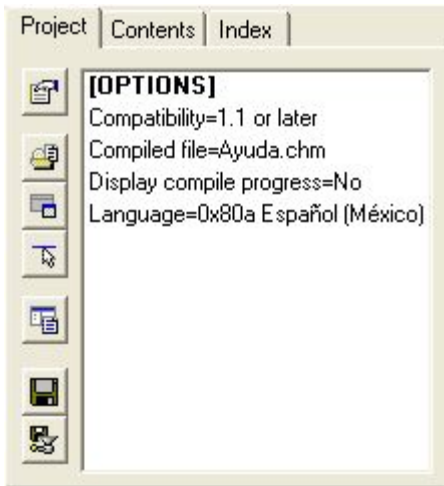 Project Contents Index
[OPTIONS]
Compatibility=1.1 or later
Compiled file=Ayuda.chm
Display compile progress=No
Language=0x80a Español (México)